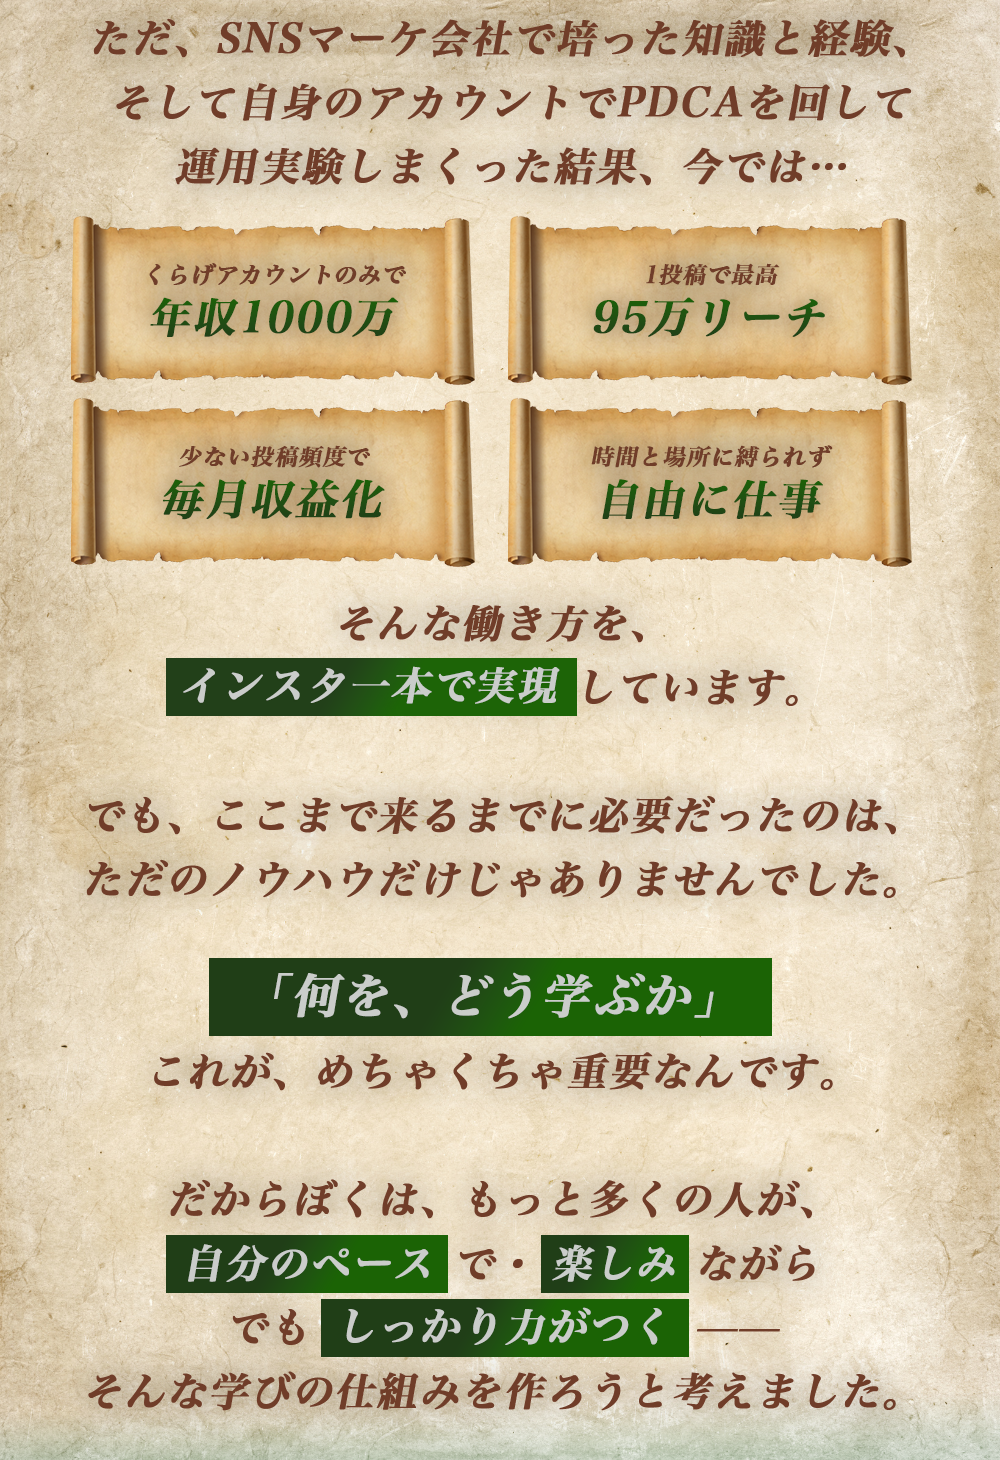 ただ、SNSマーケ会社で培った知識と経験、
そして自身のアカウントでPDCAを回して
運用実験しまくった結果、今では…
くらげアカウントのみで
年収1000万
1投稿で最高
95万リーチ
少ない投稿頻度で
毎月収益化
時間と場所に縛られず
自由に仕事
そんな働き方を、
インスタ一本で実現しています。
でも、ここまで来るまでに必要だったのは、
ただのノウハウだけじゃありませんでした。
「何を、どう学ぶか」
これが、めちゃくちゃ重要なんです。
だからぼくは、もっと多くの人が、
自分のペースで・楽しみながら
でもしっかり力がつく——
そんな学びの仕組みを作ろうと考えました。